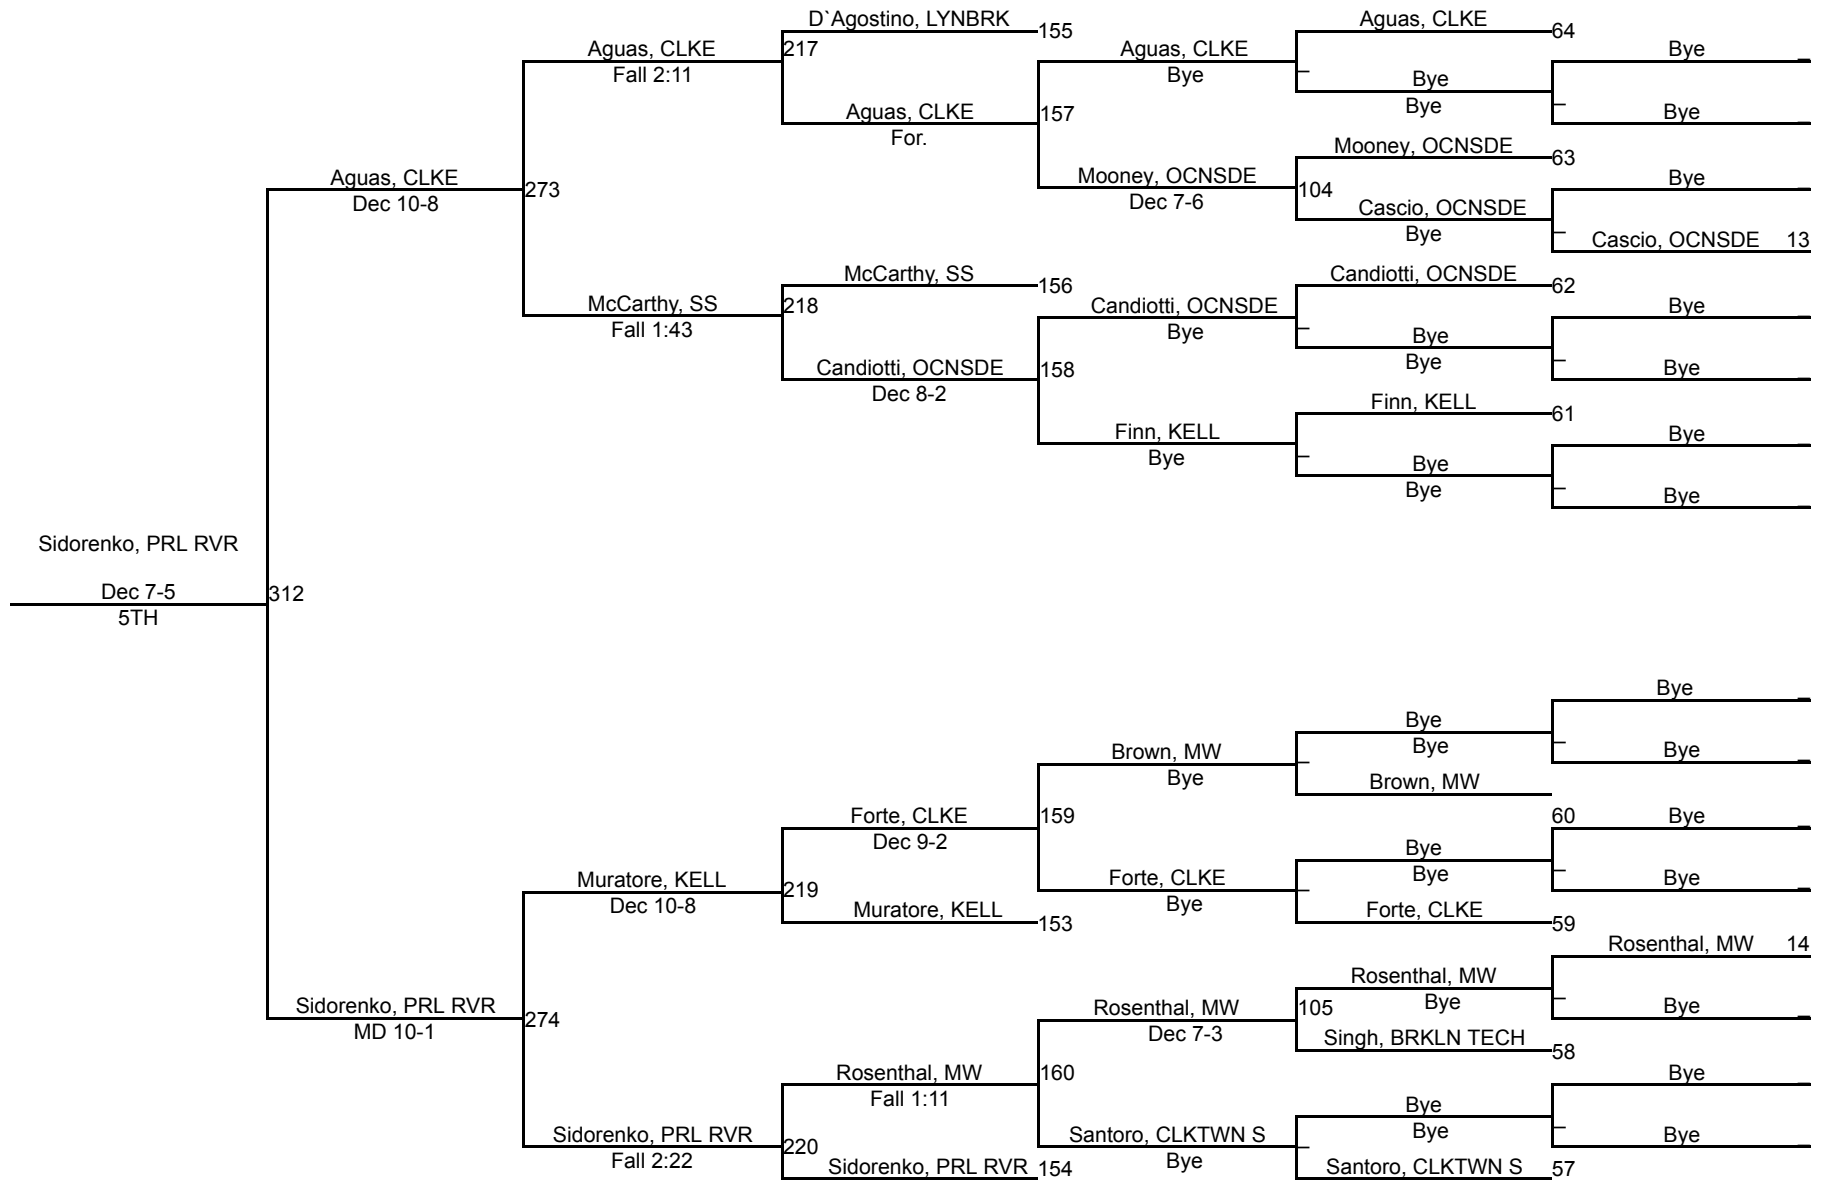 D`Agostino, LYNBRK 155
Aguas, CLKE 64
Aguas, CLKE
Fall 2:11
217
Aguas, CLKE
Bye
Bye
_
Bye
Bye
_
Aguas, CLKE
For.
157
Bye
_
Mooney, OCNSDE 63
Aguas, CLKE
Dec 10-8
273
Mooney, OCNSDE
Dec 7-6
104
Bye
_
Cascio, OCNSDE
Bye
_
Cascio, OCNSDE 13
McCarthy, SS 156
Candiotti, OCNSDE 62
McCarthy, SS
Fall 1:43
218
Candiotti, OCNSDE
Bye
_
Bye
_
Bye
Bye
_
Candiotti, OCNSDE
Dec 8-2
158
Bye
_
Finn, KELL 61
Finn, KELL
Bye
_
Bye
_
Bye
Bye
_
Bye
_
Sidorenko, PRL RVR
Dec 7-5
5TH
312
Bye
_
Bye
Bye
_
Bye
_
Brown, MW
Bye
_
Brown, MW
60
Forte, CLKE
Dec 9-2
159
Bye
_
Bye
Bye
_
Bye
_
Muratore, KELL
Dec 10-8
219
Forte, CLKE
Bye
_
Muratore, KELL 153
Forte, CLKE 59
Rosenthal, MW 14
Rosenthal, MW
Bye
_
Sidorenko, PRL RVR
MD 10-1
274
Rosenthal, MW
Dec 7-3
105
Bye
_
Singh, BRKLN TECH 58
Rosenthal, MW
Fall 1:11
160
Bye
_
Bye
Bye
_
Sidorenko, PRL RVR
Fall 2:22
220
Santoro, CLKTWN S
Bye
_
Bye
_
Sidorenko, PRL RVR 154
Santoro, CLKTWN S 57